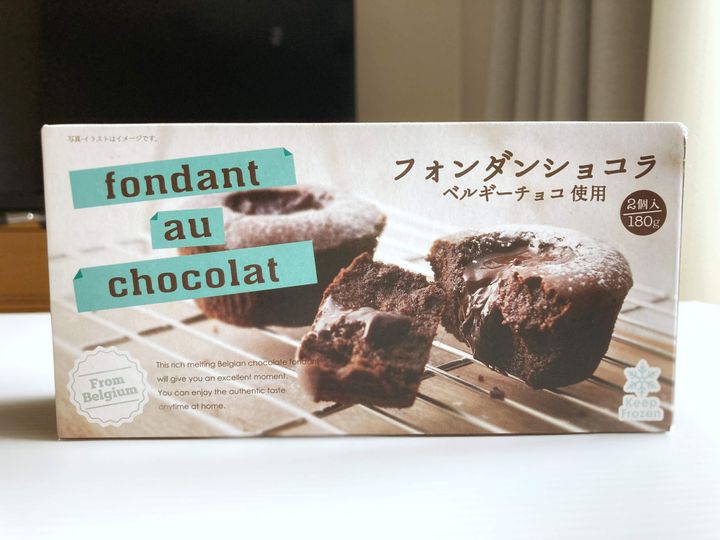 写真・イラストはイメージです。
fondant
au
chocolat
フォンダンショコラ
ベルギーチョコ使用
2個入
180g
From
Belgium
This rich melting Belgian chocolate fondant
will give you an excellent moment.
You can enjoy the authentic taste
anytime at home.
Keep
Frozen